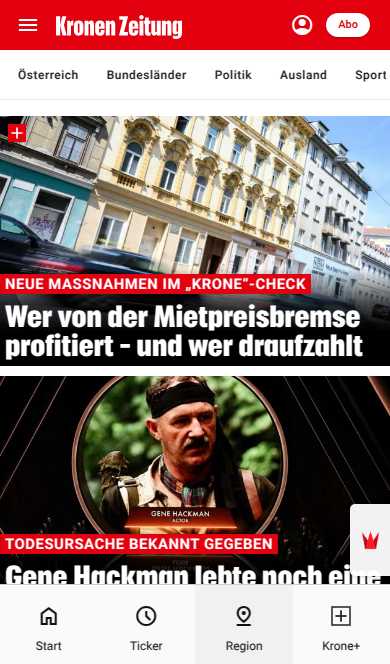 Kronen Zeitung
Abo
Österreich Bundesländer Politik Ausland Sport
NEUE MASSNAHMEN IM „KRONE“-CHECK
Wer von der Mietpreisbremse
profitiert – und wer draufzahlt
GENE HACKMAN
ACTOR
TODESURSACHE BEKANNT GEGEBEN
Gene Hackman lebte noch eine
Start Ticker Region Krone+